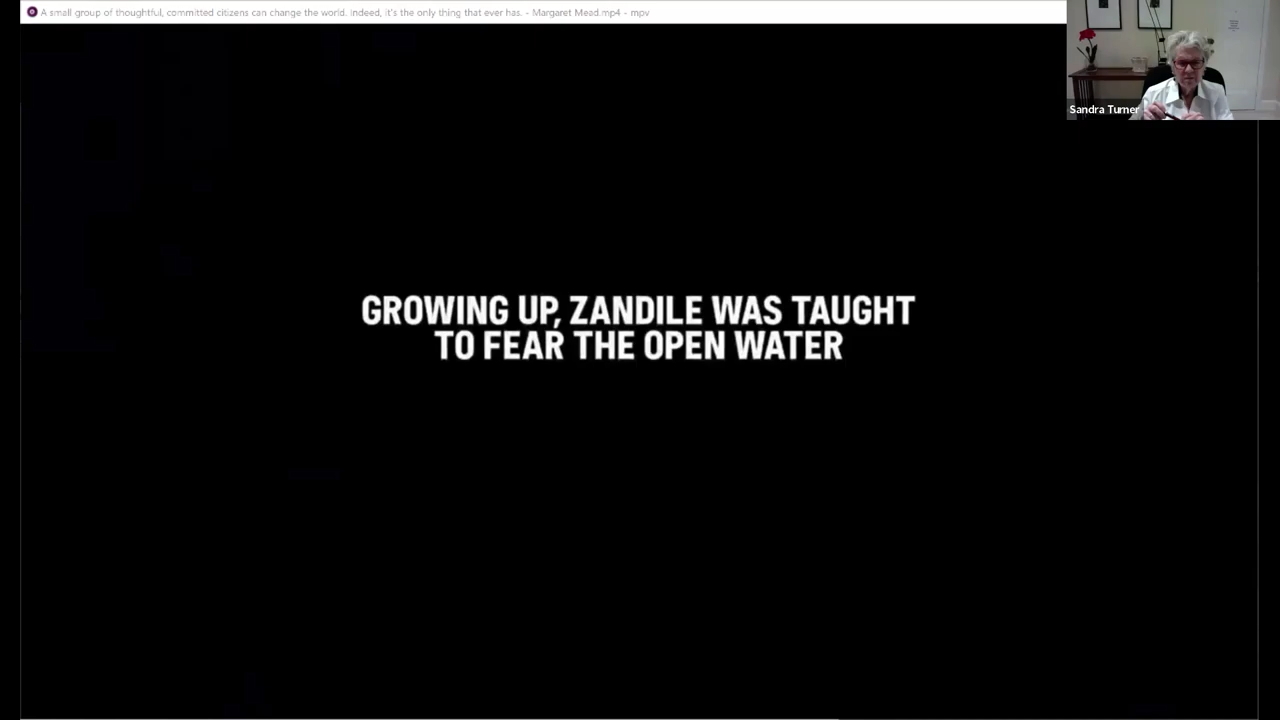 A small group of thoughtful, committed citizens can change the world. Indeed, it's the only thing that ever has. - Margaret Mead.mp4 - mpv
Sandra Turner
GROWING UP, ZANDILE WAS TAUGHT
TO FEAR THE OPEN WATER